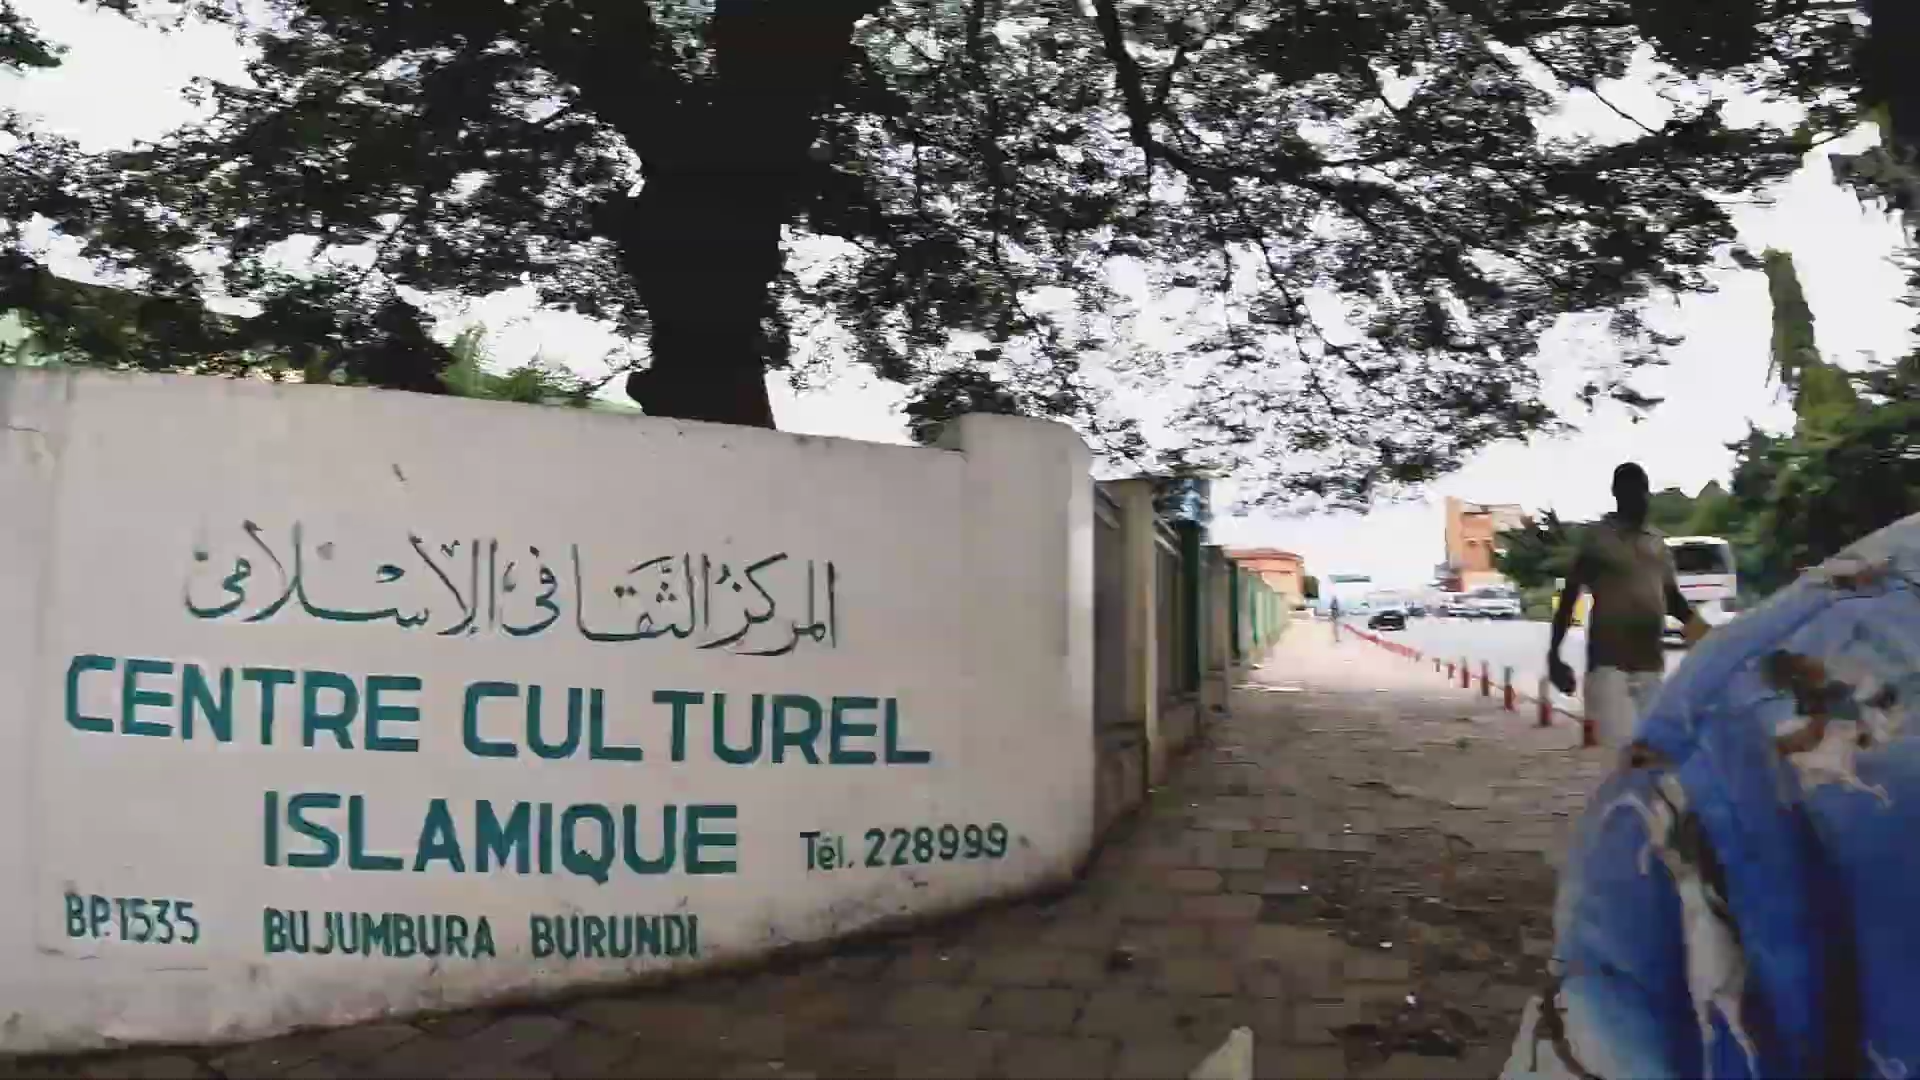 المركز الثقافي الإسلامي
CENTRE CULTUREL
ISLAMIQUE Tél. 228999
BP.1535 BUJUMBURA BURUNDI